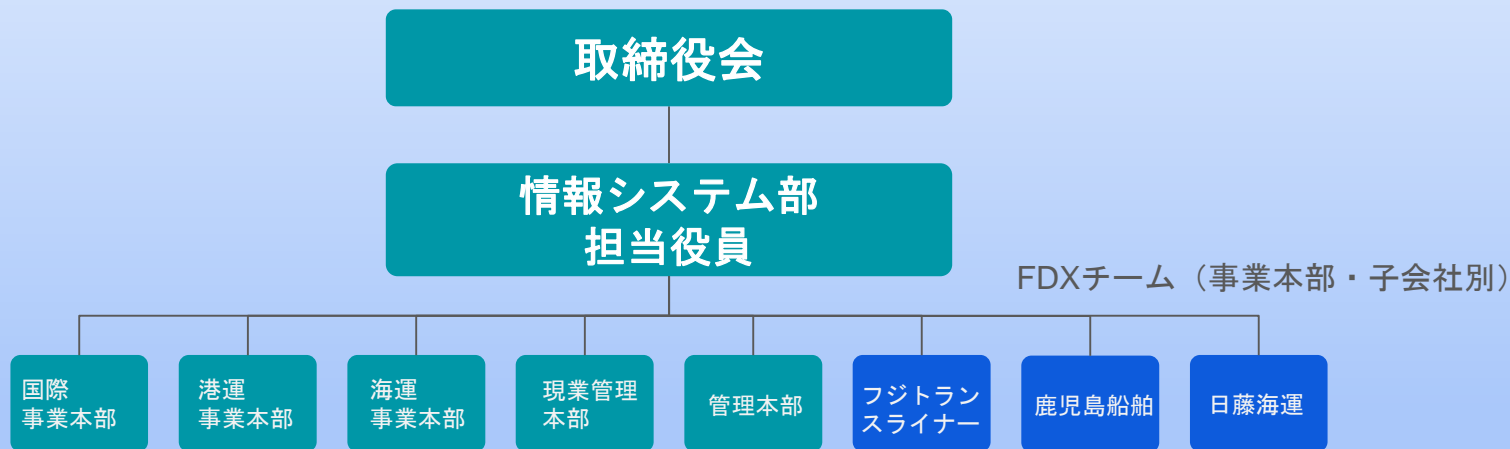 取締役会
情報システム部
担当役員
FDXチーム（事業本部・子会社別）
国際
事業本部
港運
事業本部
海運
事業本部
現業管理
本部
管理本部
フジトラン
スライナー
鹿児島船舶
日藤海運